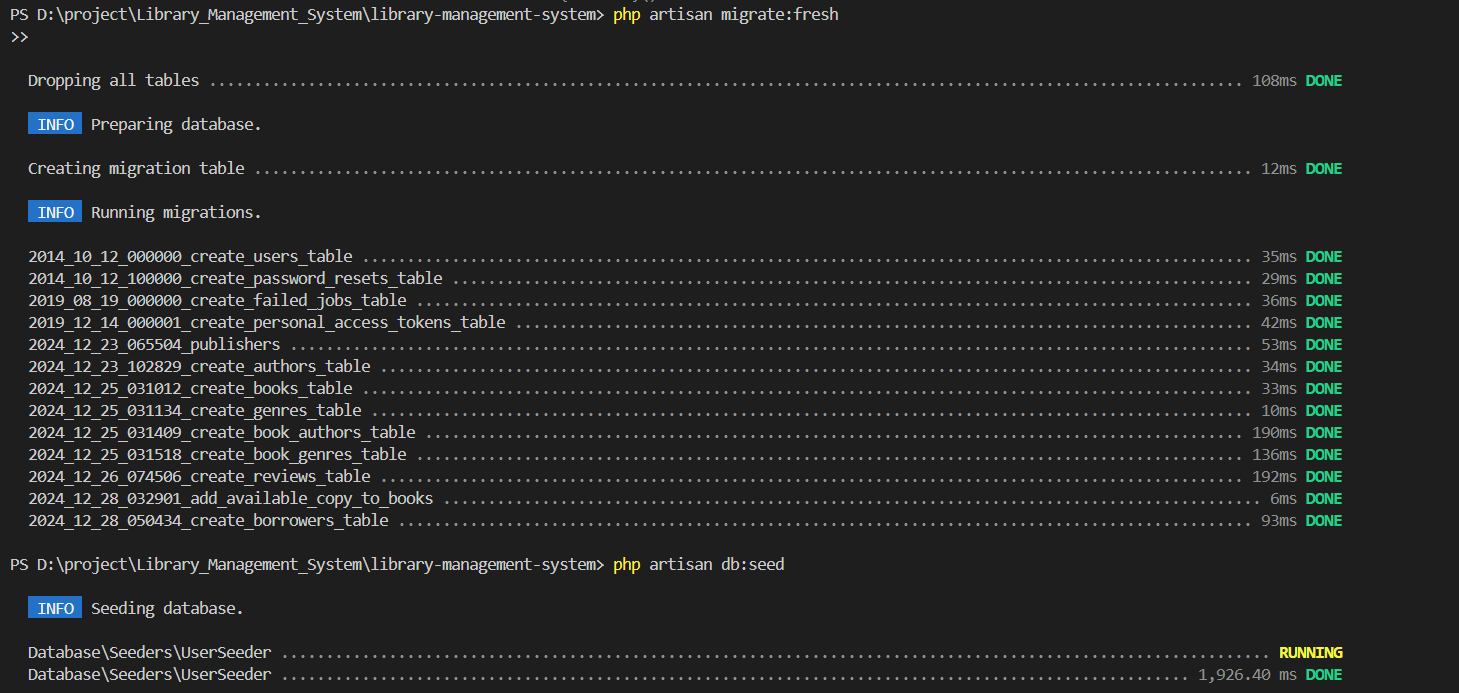 PS D:\project\Library_Management_System\library-management-system> php artisan migrate:fresh
>>
Dropping all tables ................................................................................................................... 108ms DONE
INFO Preparing database.
Creating migration table .............................................................................................................. 12ms DONE
INFO Running migrations.
2014_10_12_000000_create_users_table .................................................................................................. 35ms DONE
2014_10_12_100000_create_password_resets_table ........................................................................................ 29ms DONE
2019_08_19_000000_create_failed_jobs_table ............................................................................................ 36ms DONE
2019_12_14_000001_create_personal_access_tokens_table ................................................................................. 42ms DONE
2024_12_23_065504_publishers .......................................................................................................... 53ms DONE
2024_12_23_102829_create_authors_table ................................................................................................ 34ms DONE
2024_12_25_031012_create_books_table .................................................................................................. 33ms DONE
2024_12_25_031134_create_genres_table ................................................................................................. 10ms DONE
2024_12_25_031409_create_book_authors_table .......................................................................................... 190ms DONE
2024_12_25_031518_create_book_genres_table ........................................................................................... 136ms DONE
2024_12_26_074506_create_reviews_table ............................................................................................... 192ms DONE
2024_12_28_032901_add_available_copy_to_books .......................................................................................... 6ms DONE
2024_12_28_050434_create_borrowers_table .............................................................................................. 93ms DONE
PS D:\project\Library_Management_System\library-management-system> php artisan db:seed
INFO Seeding database.
Database\Seeders\UserSeeder ............................................................................................................. RUNNING
Database\Seeders\UserSeeder .................................................................................................... 1,926.40 ms DONE